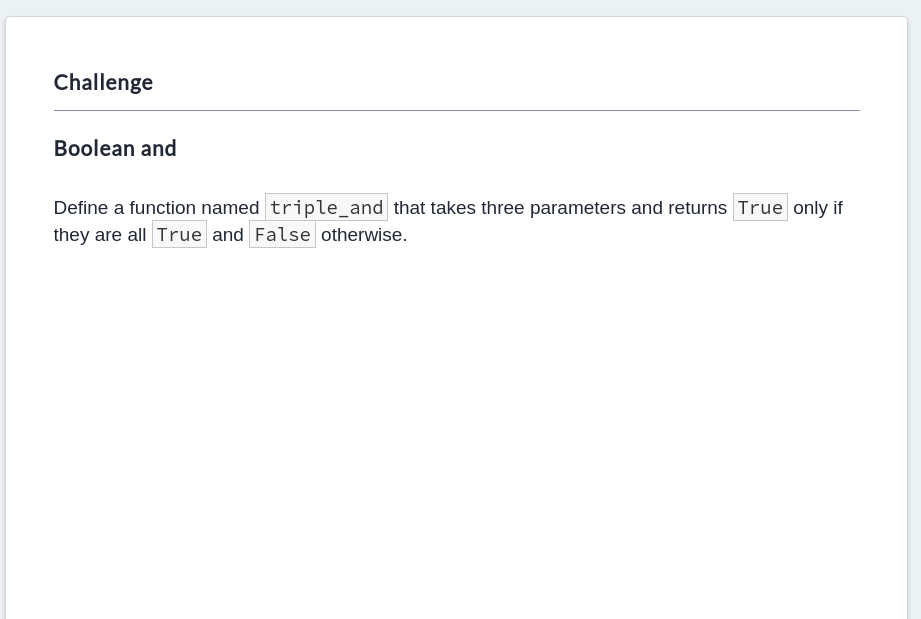 Challenge
Boolean and
Define a function named triple_and that takes three parameters and returns True only if
they are all True and False otherwise.